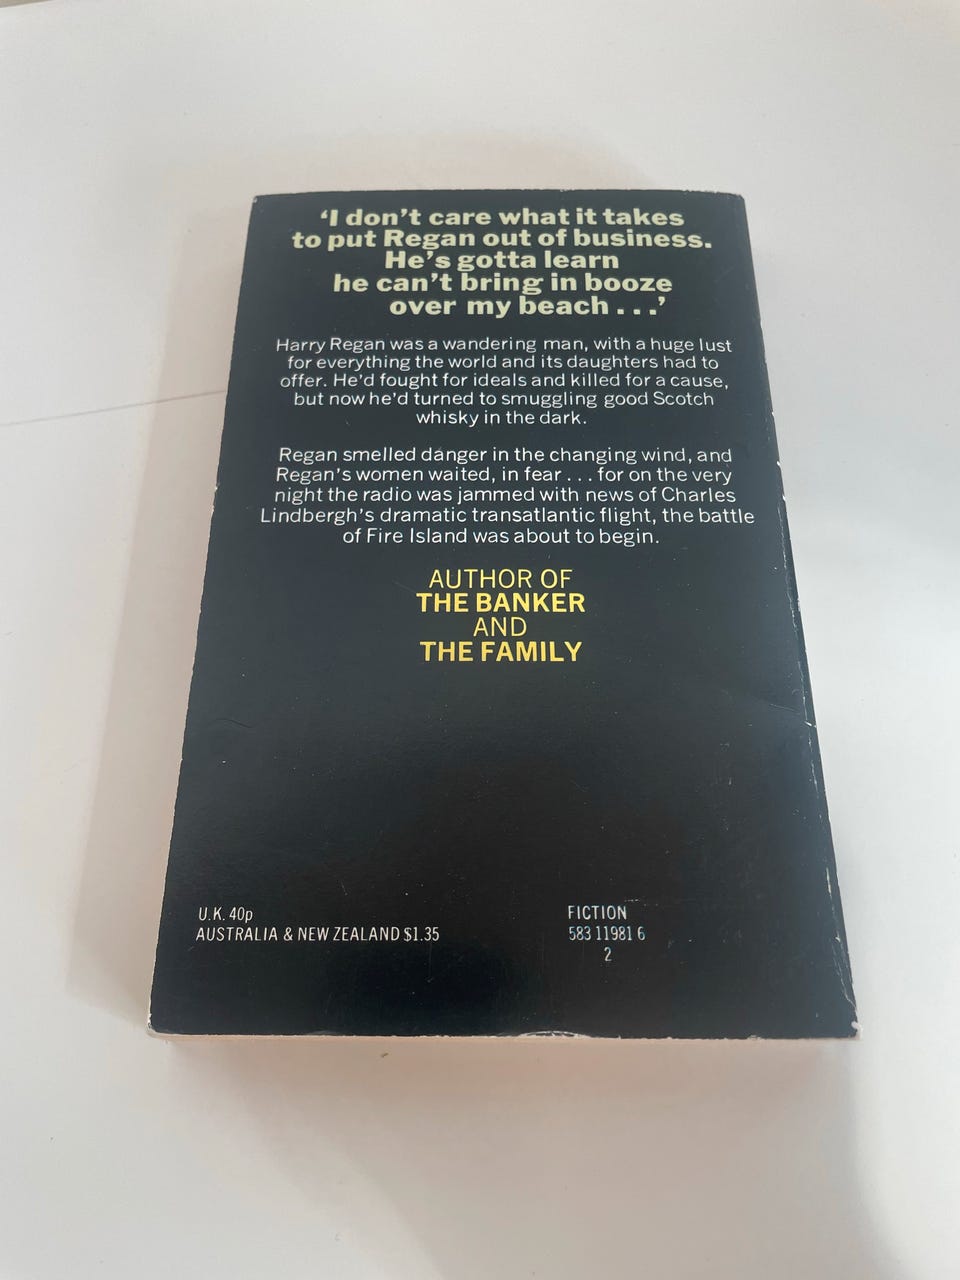 ‘I don’t care what it takes
to put Regan out of business.
He’s gotta learn
he can’t bring in booze
over my beach . . .’
Harry Regan was a wandering man, with a huge lust
for everything the world and its daughters had to
offer. He’d fought for ideals and killed for a cause,
but now he’d turned to smuggling good Scotch
whisky in the dark.
Regan smelled danger in the changing wind, and
Regan’s women waited, in fear . . . for on the very
night the radio was jammed with news of Charles
Lindbergh’s dramatic transatlantic flight, the battle
of Fire Island was about to begin.
AUTHOR OF
THE BANKER
AND
THE FAMILY
U.K. 40p
AUSTRALIA & NEW ZEALAND $1.35
FICTION
583 11981 6
2